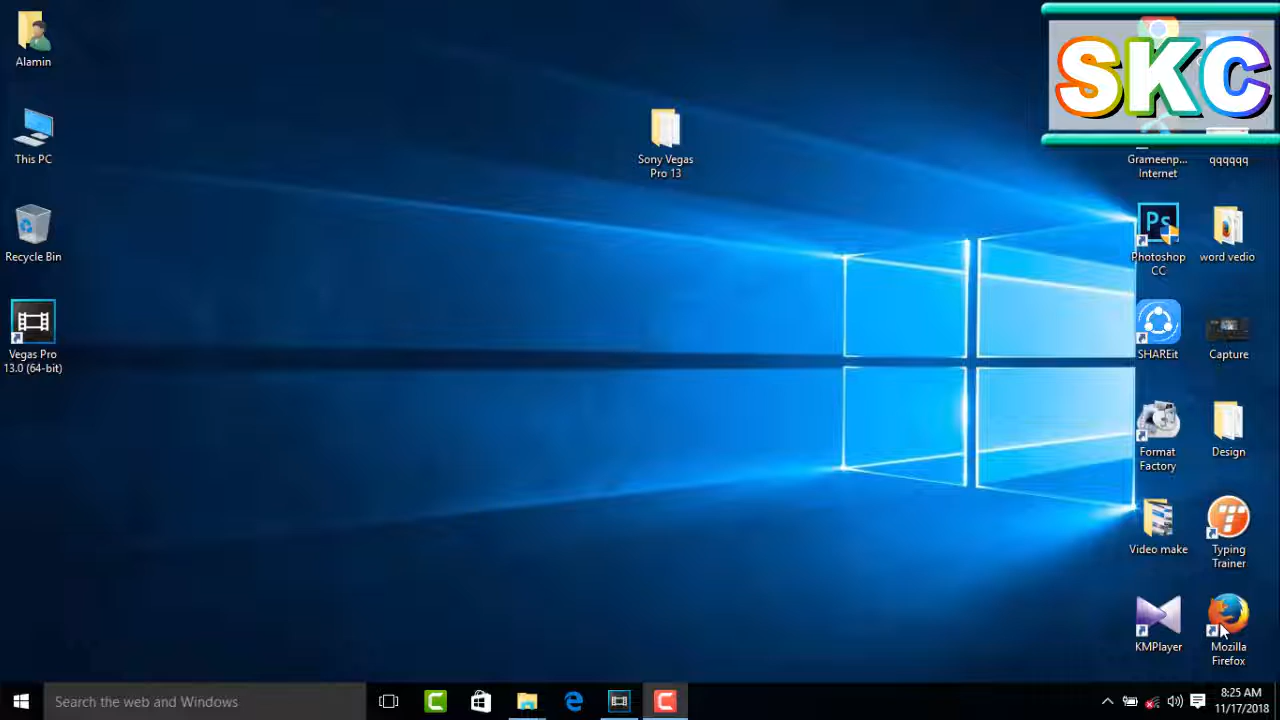 Alamin
This PC
Recycle Bin
Vegas Pro
13.0 (64-bit)
Sony Vegas
Pro 13
SKC
Grameenp...
Internet
qqqqqq
Ps
Photoshop
CC
word vedio
SHAREit
Capture
Format
Factory
Design
Video make
Typing
Trainer
KMPlayer
Mozilla
Firefox
Search the web and Windows
8:25 AM
11/17/2018